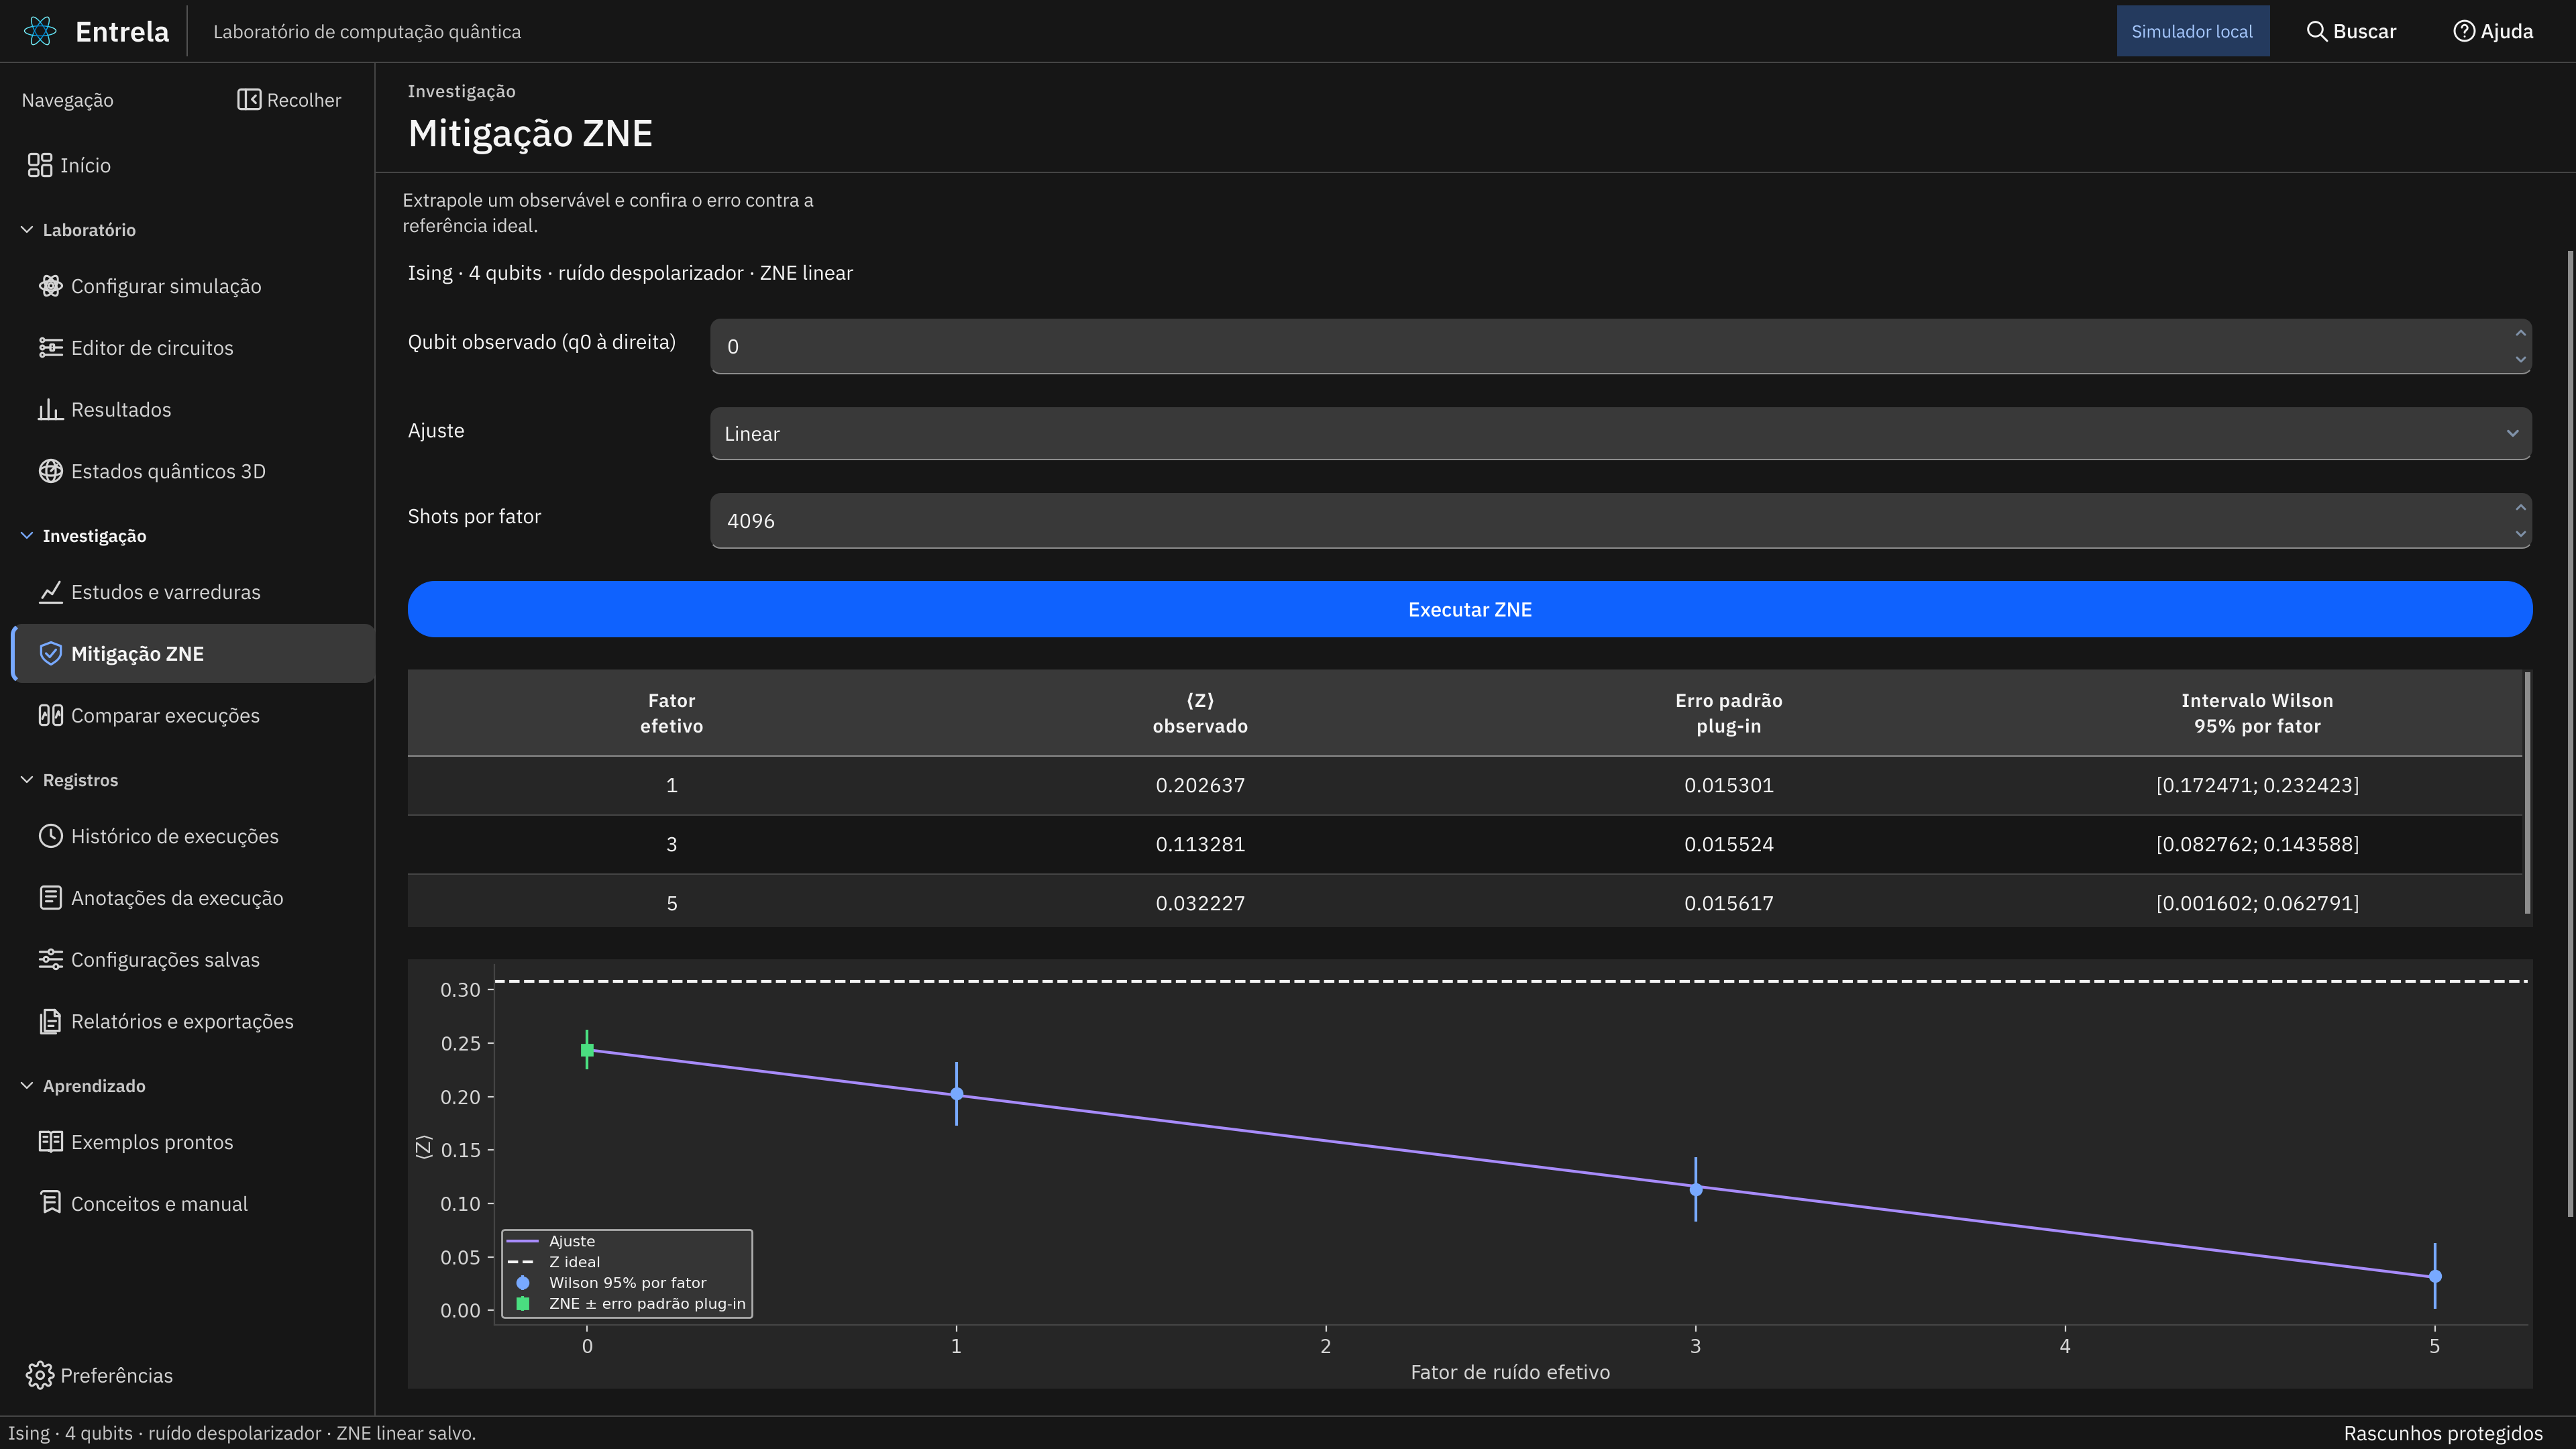 Entrela
Laboratório de computação quântica
Simulador local
Buscar
Ajuda
Navegação
Recolher
Início
Laboratório
Configurar simulação
Editor de circuitos
Resultados
Estados quânticos 3D
Investigação
Estudos e varreduras
Mitigação ZNE
Comparar execuções
Registros
Histórico de execuções
Anotações da execução
Configurações salvas
Relatórios e exportações
Aprendizado
Exemplos prontos
Conceitos e manual
Preferências
Investigação
Mitigação ZNE
Extrapole um observável e confira o erro contra a
referência ideal.
Ising · 4 qubits · ruído despolarizador · ZNE linear
Qubit observado (q0 à direita)
0
Ajuste
Linear
Shots por fator
4096
Executar ZNE
Fator
efetivo
⟨Z⟩
observado
Erro padrão
plug-in
Intervalo Wilson
95% por fator
1 0.202637 0.015301 [0.172471; 0.232423]
3 0.113281 0.015524 [0.082762; 0.143588]
5 0.032227 0.015617 [0.001602; 0.062791]
0.30
0.25
0.20
0.15
0.10
0.05
0.00
⟨Z⟩
Ajuste
Z ideal
Wilson 95% por fator
ZNE ± erro padrão plug-in
0 1 2 3 4 5
Fator de ruído efetivo
Ising · 4 qubits · ruído despolarizador · ZNE linear salvo.
Rascunhos protegidos